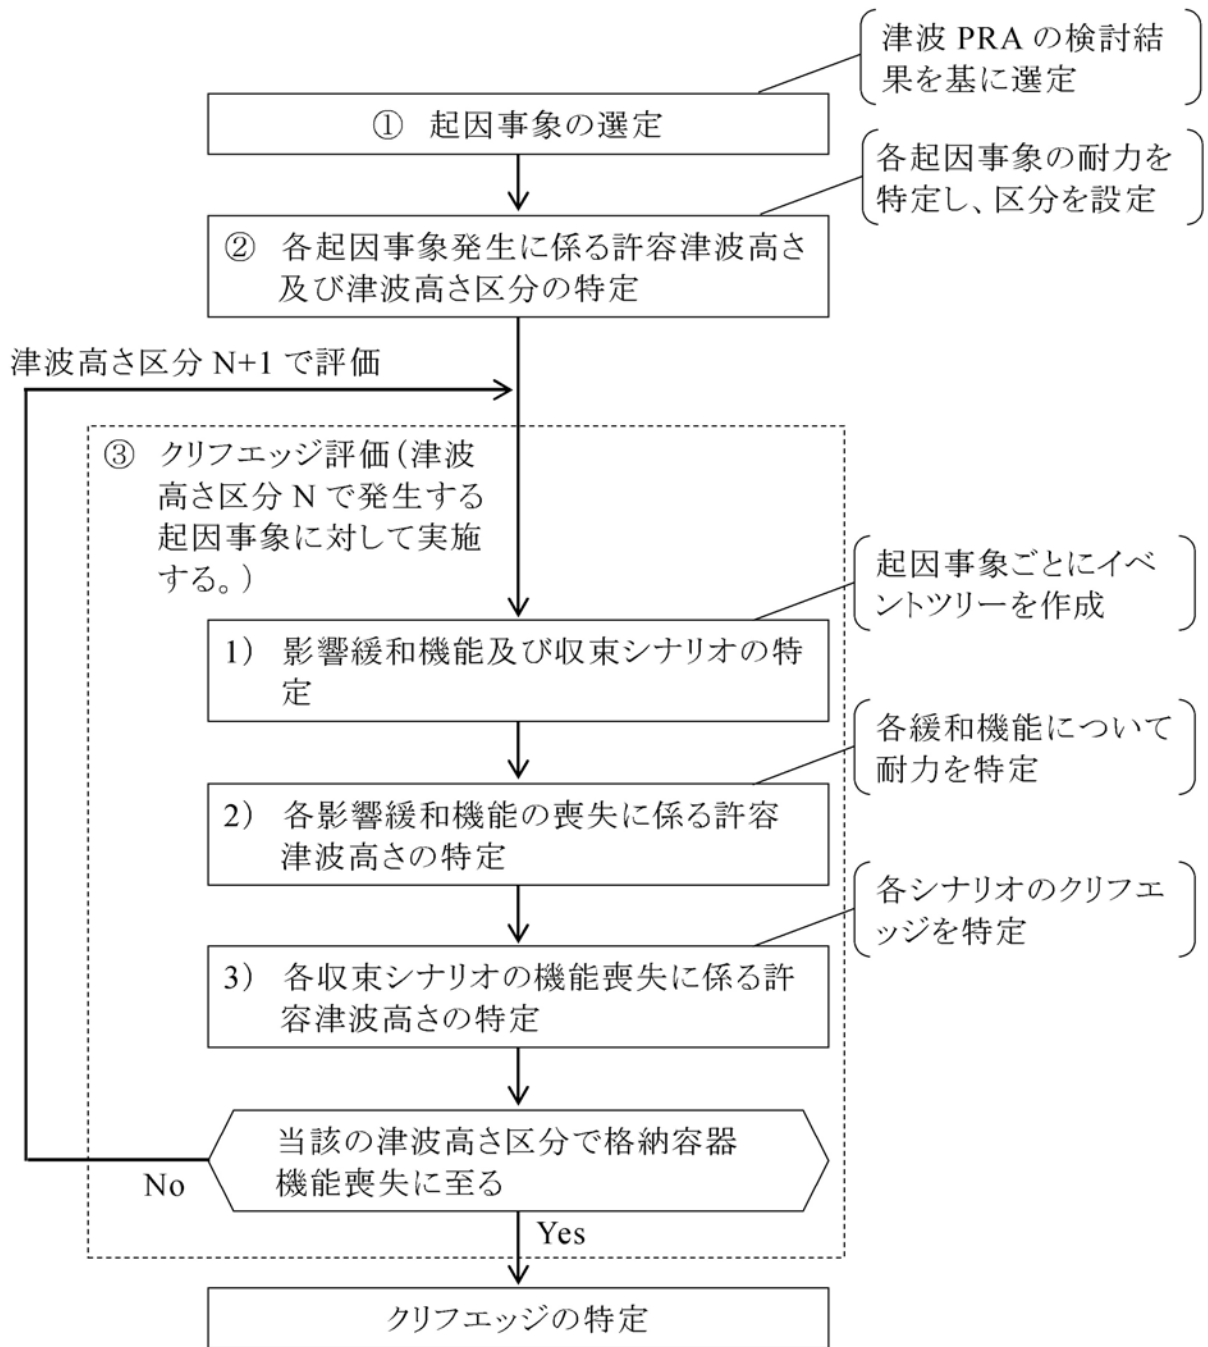 津波 PRA の検討結
果を基に選定
① 起因事象の選定
各起因事象の耐力を
特定し、区分を設定
② 各起因事象発生に係る許容津波高さ
及び津波高さ区分の特定
津波高さ区分 N+1 で評価
③ クリフエッジ評価(津波
高さ区分 N で発生する
起因事象に対して実施
する。)
起因事象ごとにイベ
ントツリーを作成
1) 影響緩和機能及び収束シナリオの特
定
各緩和機能について
耐力を特定
2) 各影響緩和機能の喪失に係る許容
津波高さの特定
各シナリオのクリフエ
ッジを特定
3) 各収束シナリオの機能喪失に係る許
容津波高さの特定
当該の津波高さ区分で格納容器
機能喪失に至る
No
Yes
クリフエッジの特定